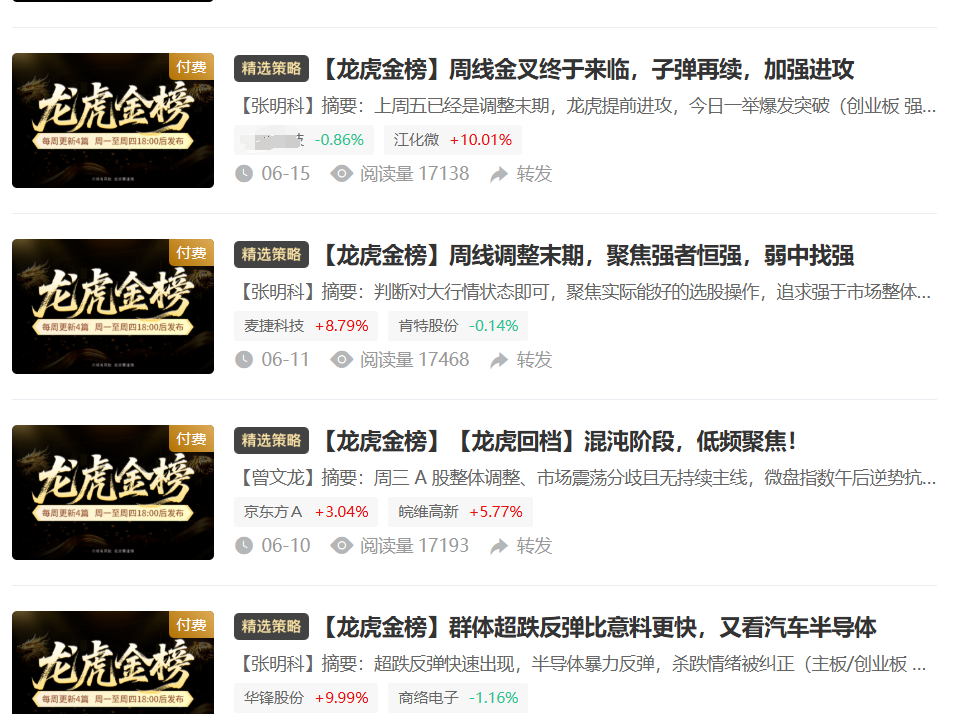 付费
龙虎金榜
每周更新4篇 周一至周四18:00后发布
精选策略 【龙虎金榜】周线金叉终于来临，子弹再续，加强进攻
【张明科】摘要：上周五已经是调整末期，龙虎提前进攻，今日一举爆发突破（创业板 强...
-0.86% 江化微 +10.01%
06-15 阅读量 17138 转发
付费
龙虎金榜
每周更新4篇 周一至周四18:00后发布
精选策略 【龙虎金榜】周线调整末期，聚焦强者恒强，弱中找强
【张明科】摘要：判断对大行情状态即可，聚焦实际能好的选股操作，追求强于市场整体...
麦捷科技 +8.79% 肯特股份 -0.14%
06-11 阅读量 17468 转发
付费
龙虎金榜
每周更新4篇 周一至周四18:00后发布
精选策略 【龙虎金榜】【龙虎回档】混沌阶段，低频聚焦！
【曾文龙】摘要：周三 A 股整体调整、市场震荡分歧且无持续主线，微盘指数午后逆势抗...
京东方Ａ +3.04% 皖维高新 +5.77%
06-10 阅读量 17193 转发
付费
龙虎金榜
每周更新4篇 周一至周四18:00后发布
精选策略 【龙虎金榜】群体超跌反弹比意料更快，又看汽车半导体
【张明科】摘要：超跌反弹快速出现，半导体暴力反弹，杀跌情绪被纠正（主板/创业板 ...
华锋股份 +9.99% 商络电子 -1.16%